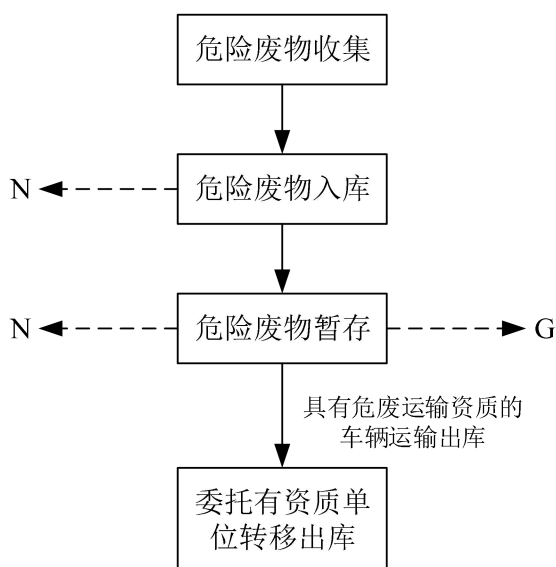 危险废物收集
N
危险废物入库
N
危险废物暂存
G
具有危废运输资质的
车辆运输出库
委托有资质单
位转移出库